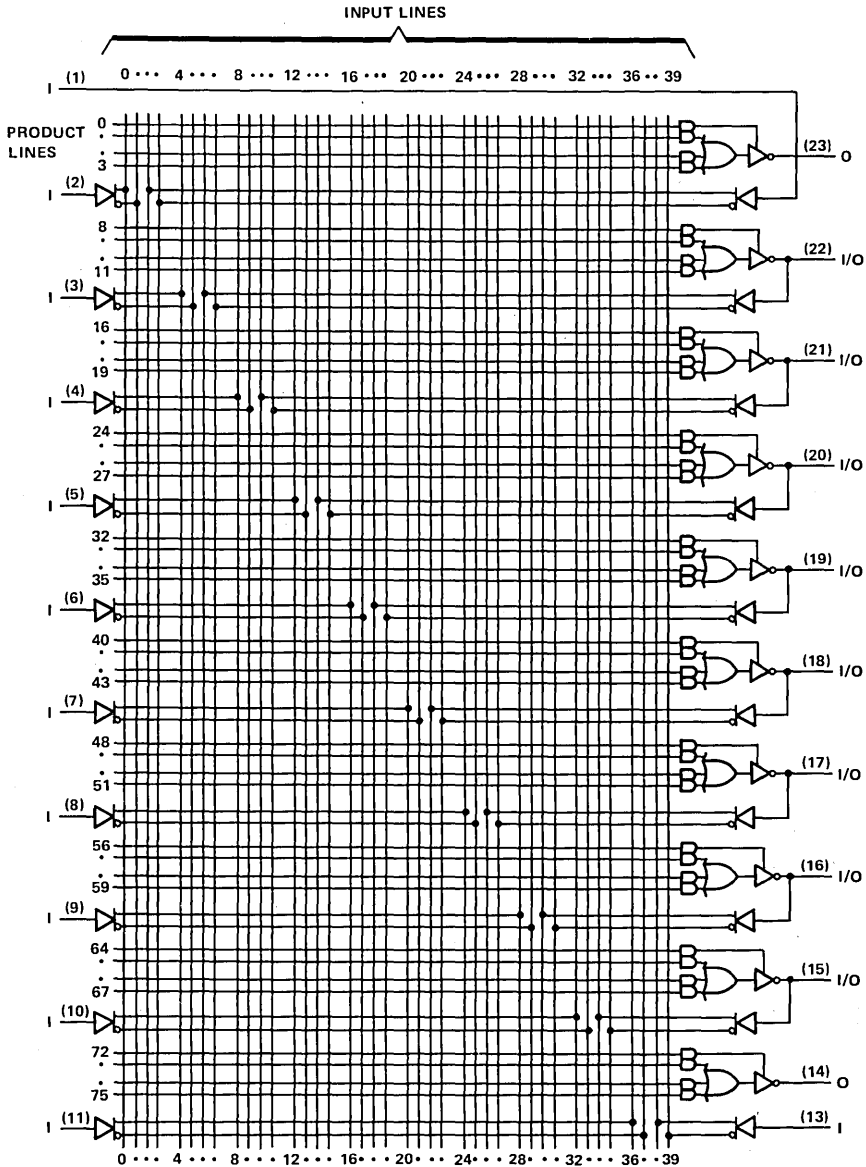 INPUT LINES
0 ••• 4 •••• 8 •••• 12 •••• 16 •••• 20 •••• 24 •••• 28 •••• 32 ••• 36 •• 39
I (1)
PRODUCT LINES
0
•
•
3
(23) O
I (2)
8
•
•
11
(22) I/O
I (3)
16
•
•
19
(21) I/O
I (4)
24
•
•
27
(20) I/O
I (5)
32
•
•
35
(19) I/O
I (6)
40
•
•
43
(18) I/O
I (7)
48
•
•
51
(17) I/O
I (8)
56
•
•
59
(16) I/O
I (9)
64
•
•
67
(15) I/O
I (10)
72
•
•
75
(14) O
I (11)
(13) I
0 •• •• 4 •••• 8 •••• 12 •••• 16 •••• 20 •••• 24 •••• 28 •••• 32 •••• 36 •• 39